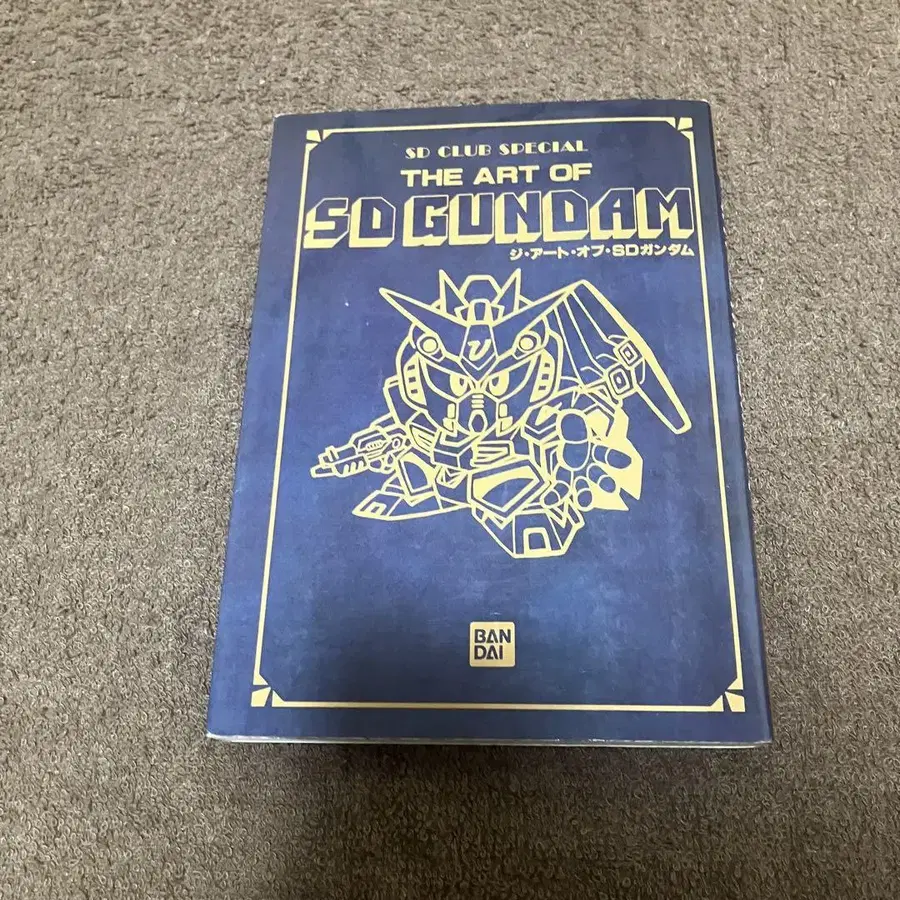 SD CLUB SPECIAL
THE ART OF
SD GUNDAM
ジ・アート・オブ・SDガンダム
ν
BAN
DAI